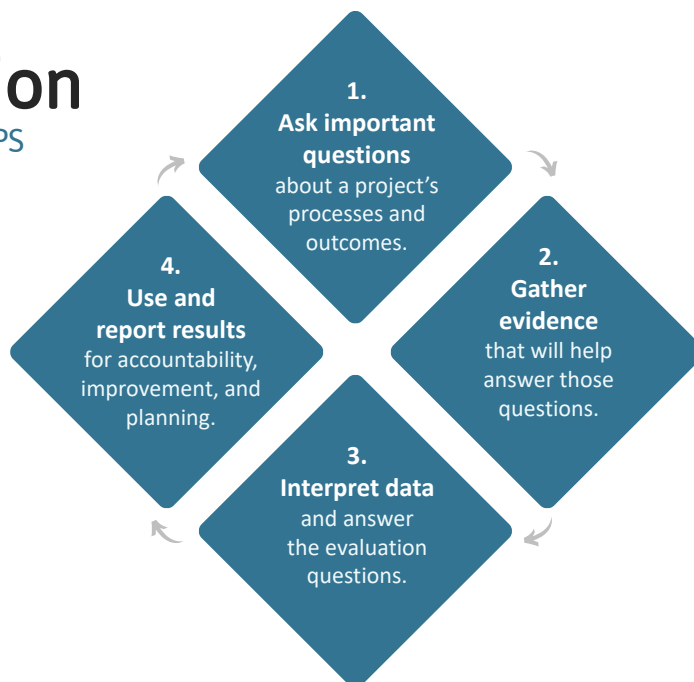 ion
PS
1.
Ask important
questions
about a project's
processes and
outcomes.
2.
Gather
evidence
that will help
answer those
questions.
3.
Interpret data
and answer
the evaluation
questions.
4.
Use and
report results
for accountability,
improvement, and
planning.